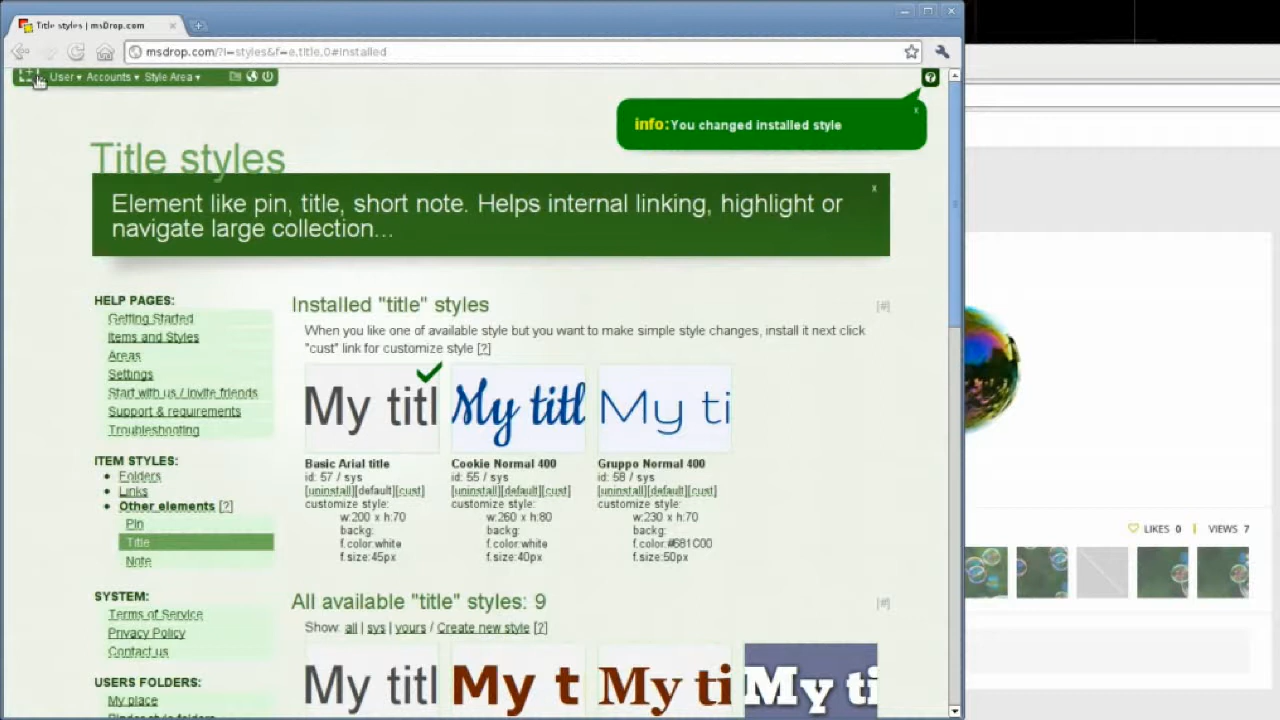 Title styles | msDrop.com
msdrop.com/?l=styles&f=e,title,0#installed
User ▾ Accounts ▾ Style Area ▾
info: You changed installed style
x
Title styles
Element like pin, title, short note. Helps internal linking, highlight or
navigate large collection...
x
HELP PAGES:
Getting Started
Items and Styles
Areas
Settings
Start with us / Invite friends
Support & requirements
Troubleshooting
ITEM STYLES:
Folders
Links
Other elements [?]
Pin
Title
Note
SYSTEM:
Terms of Service
Privacy Policy
Contact us
USERS FOLDERS:
My place
Installed "title" styles [#]
When you like one of available style but you want to make simple style changes, install it next click
"cust" link for customize style [?]
My titl My titl My ti
Basic Arial title Cookie Normal 400 Gruppo Normal 400
id: 57 / sys id: 55 / sys id: 58 / sys
[uninstall][default][cust] [uninstall][default][cust] [uninstall][default][cust]
customize style: customize style: customize style:
w:200 x h:70 w:260 x h:80 w:230 x h:70
backg: backg: backg:
f.color:white f.color:white f.color:#681C00
f.size:45px f.size:40px f.size:50px
All available "title" styles: 9 [#]
Show: all | sys | yours / Create new style [?]
My titl My t My ti My ti
LIKES 0 | VIEWS 7